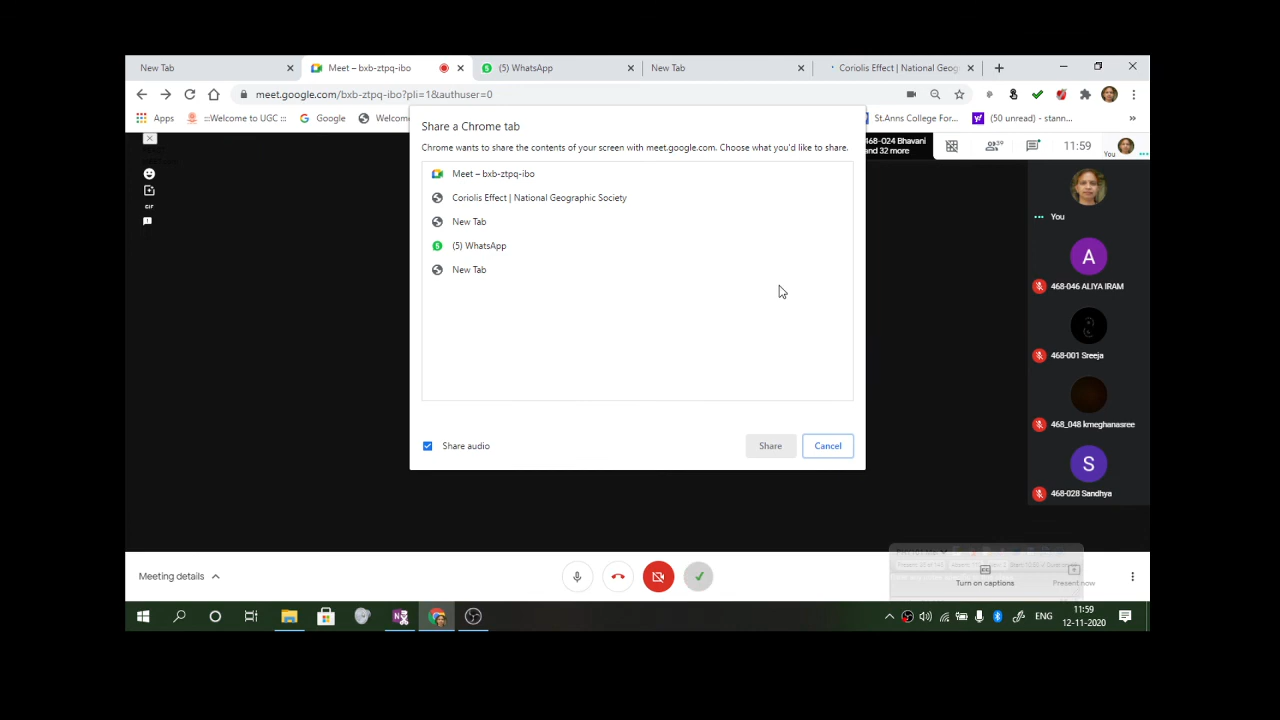 New Tab
Meet – bxb-ztpq-ibo
(5) WhatsApp
New Tab
Coriolis Effect | National Geog
meet.google.com/bxb-ztpq-ibo?pli=1&authuser=0
Apps
:::Welcome to UGC :::
Google
Welcom
St.Anns College For...
(50 unread) - stann...
»
468-024 Bhavani
and 32 more
11:59
You
Share a Chrome tab
Chrome wants to share the contents of your screen with meet.google.com. Choose what you'd like to share.
Meet – bxb-ztpq-ibo
Coriolis Effect | National Geographic Society
New Tab
(5) WhatsApp
New Tab
Share audio
Share
Cancel
GIF
You
A
468-046 ALIYA IRAM
468-001 Sreeja
468_048 kmeghanasree
S
468-028 Sandhya
Meeting details
Turn on captions
Present now
ENG
11:59
12-11-2020